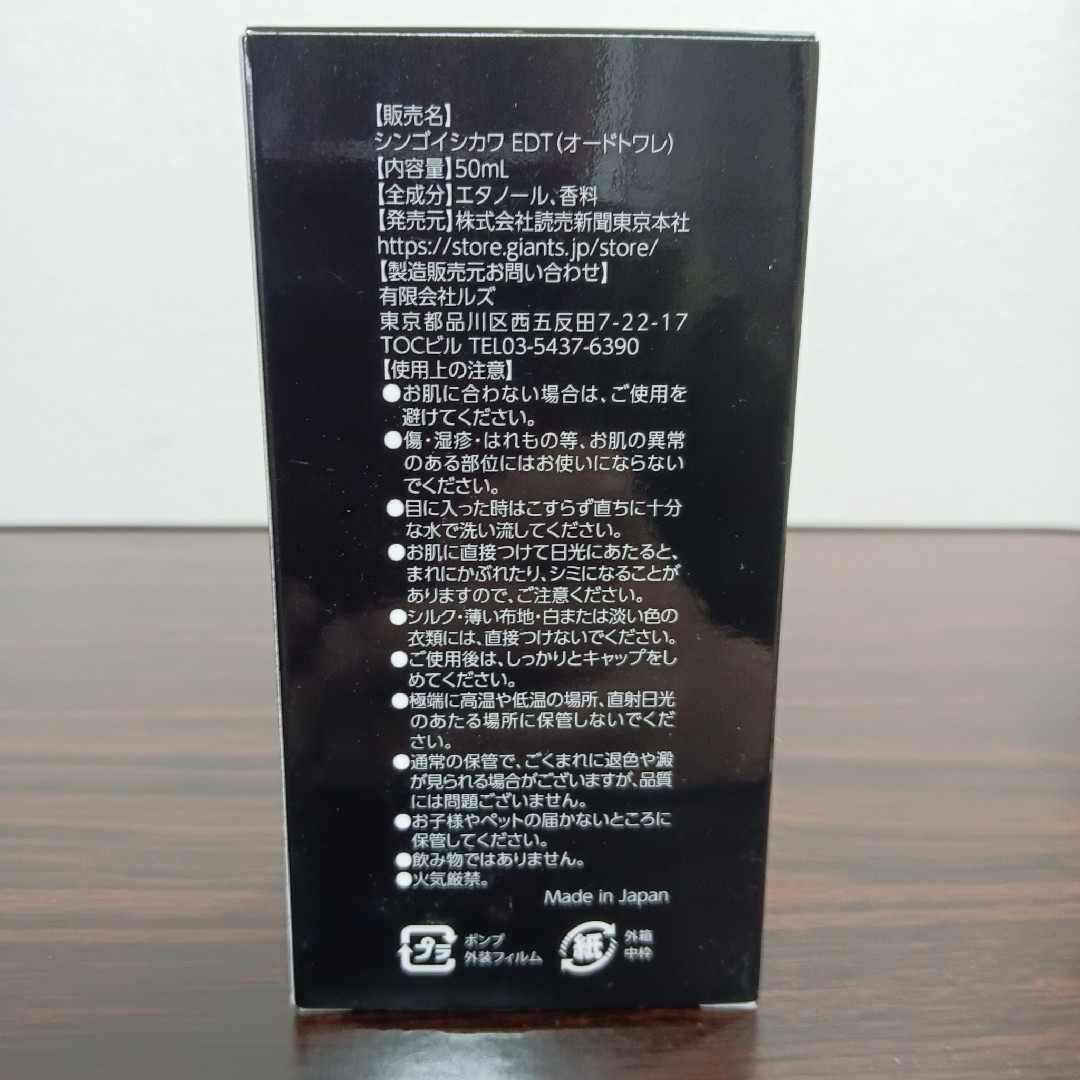 【販売名】
シンゴイシカワ EDT(オードトワレ)
【内容量】50mL
【全成分】エタノール、香料
【発売元】株式会社読売新聞東京本社
https://store.giants.jp/store/
【製造販売元お問い合わせ】
有限会社ルズ
東京都品川区西五反田7-22-17
TOCビル TEL03-5437-6390
【使用上の注意】
●お肌に合わない場合は、ご使用を
避けてください。
●傷・湿疹・はれもの等、お肌の異常
のある部位にはお使いにならない
でください。
●目に入った時はこすらず直ちに十分
な水で洗い流してください。
●お肌に直接つけて日光にあたると、
まれにかぶれたり、シミになることが
ありますので、ご注意ください。
●シルク・薄い布地・白または淡い色の
衣類には、直接つけないでください。
●ご使用後は、しっかりとキャップをし
めてください。
●極端に高温や低温の場所、直射日光
のあたる場所に保管しないでくだ
さい。
●通常の保管で、ごくまれに退色や澱
が見られる場合がございますが、品質
には問題ございません。
●お子様やペットの届かないところに
保管してください。
●飲み物ではありません。
●火気厳禁。
Made in Japan
プラ ポンプ
外装フィルム
紙 外箱
中枠